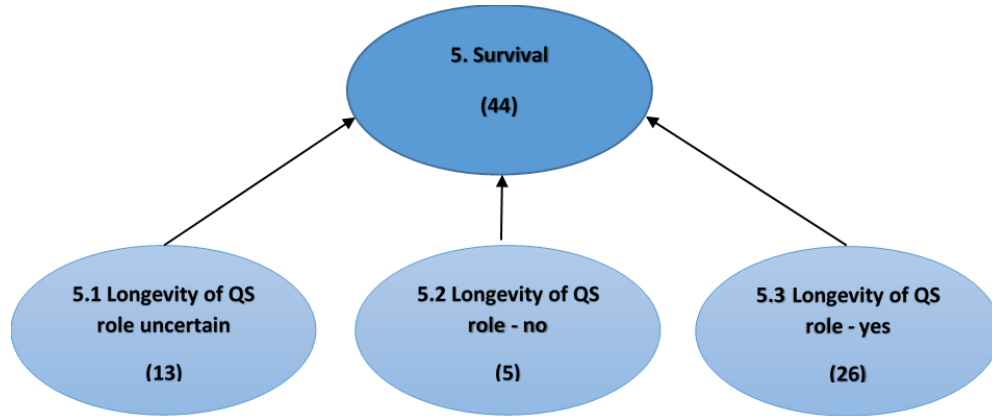 5. Survival
(44)
5.1 Longevity of QS
role uncertain
(13)
5.2 Longevity of QS
role - no
(5)
5.3 Longevity of QS
role - yes
(26)